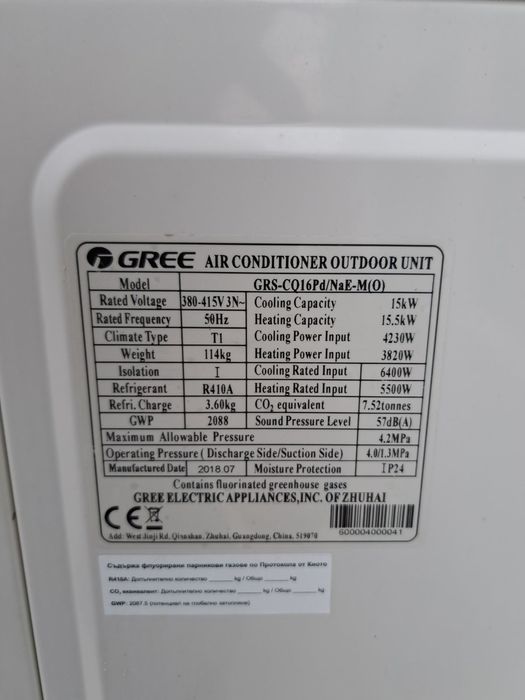 GREE AIR CONDITIONER OUTDOOR UNIT
Model GRS-CQ16Pd/NaE-M(O)
Rated Voltage 380-415V 3N~ Cooling Capacity 15kW
Rated Frequency 50Hz Heating Capacity 15.5kW
Climate Type T1 Cooling Power Input 4230W
Weight 114kg Heating Power Input 3820W
Isolation I Cooling Rated Input 6400W
Refrigerant R410A Heating Rated Input 5500W
Refri. Charge 3.60kg CO₂ equivalent 7.52tonnes
GWP 2088 Sound Pressure Level 57dB(A)
Maximum Allowable Pressure 4.2MPa
Operating Pressure ( Discharge Side/Suction Side) 4.0/1.3MPa
Manufactured Date 2018.07 Moisture Protection IP24
Contains fluorinated greenhouse gases
GREE ELECTRIC APPLIANCES,INC. OF ZHUHAI
CE
600004000041
Add: West Jinji Rd, Qianshan, Zhuhai, Guangdong, China, 519070
Съдържа флуорирани парникови газове по Протокола от Киото
R410A: Допълнително количество ________ kg / Общо ________ kg
CO₂ еквивалент: Допълнително количество ________ kg / Общо ________ kg
GWP: 2087.5 (потенциал на глобално затопляне)